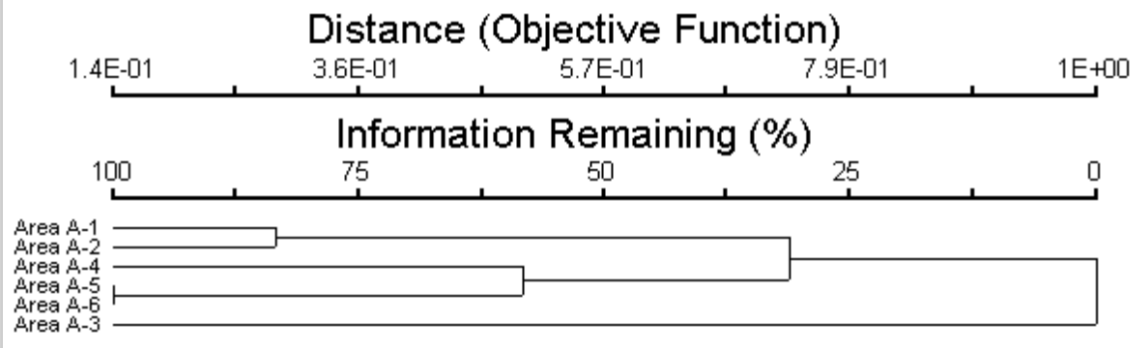 Distance (Objective Function)
1.4E-01 3.6E-01 5.7E-01 7.9E-01 1E+00
Information Remaining (%)
100 75 50 25 0
Area A-1
Area A-2
Area A-4
Area A-5
Area A-6
Area A-3